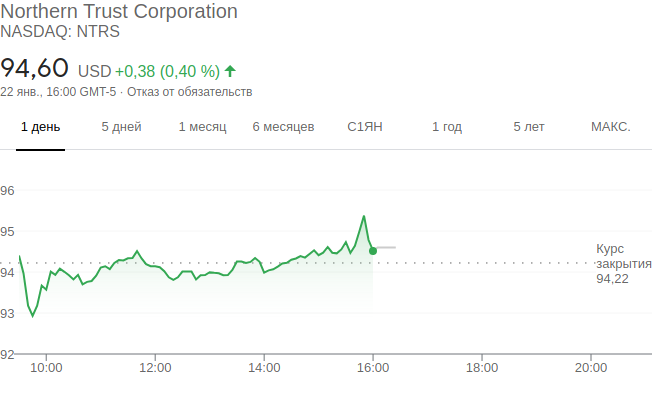 Northern Trust Corporation
NASDAQ: NTRS
94,60 USD +0,38 (0,40 %)
22 янв., 16:00 GMT-5 · Отказ от обязательств
1 день 5 дней 1 месяц 6 месяцев С1ЯН 1 год 5 лет МАКС.
96
95
Курс
закрытия
94,22
94
93
92
10:00 12:00 14:00 16:00 18:00 20:00